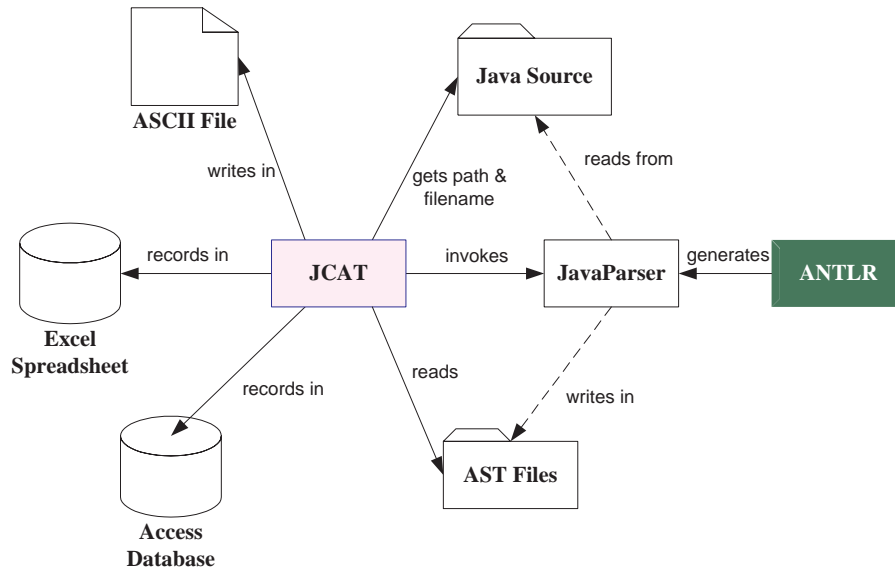 Java Source
ASCII File
reads from
writes in
gets path &
filename
records in
JCAT
invokes
JavaParser
generates
ANTLR
Excel
Spreadsheet
reads
records in
writes in
AST Files
Access
Database